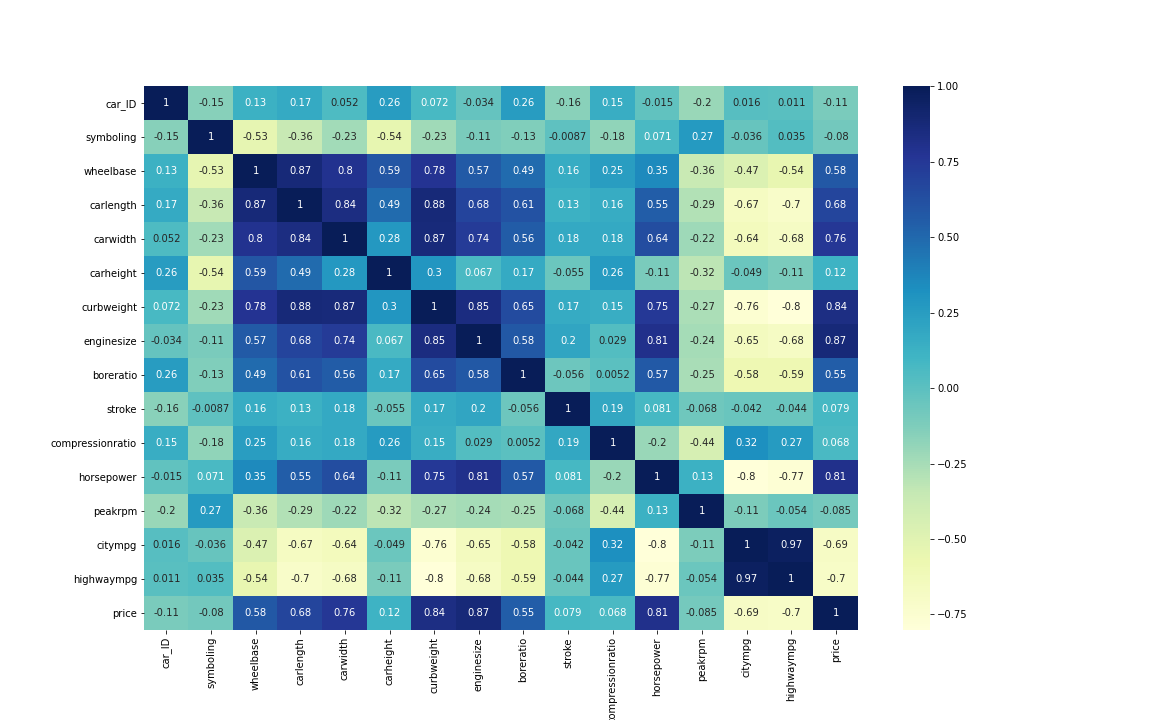 car_ID 1 -0.15 0.13 0.17 0.052 0.26 0.072 -0.034 0.26 -0.16 0.15 -0.015 -0.2 0.016 0.011 -0.11 1.00
symboling -0.15 1 -0.53 -0.36 -0.23 -0.54 -0.23 -0.11 -0.13 -0.0087 -0.18 0.071 0.27 -0.036 0.035 -0.08
wheelbase 0.13 -0.53 1 0.87 0.8 0.59 0.78 0.57 0.49 0.16 0.25 0.35 -0.36 -0.47 -0.54 0.58 0.75
carlength 0.17 -0.36 0.87 1 0.84 0.49 0.88 0.68 0.61 0.13 0.16 0.55 -0.29 -0.67 -0.7 0.68
carwidth 0.052 -0.23 0.8 0.84 1 0.28 0.87 0.74 0.56 0.18 0.18 0.64 -0.22 -0.64 -0.68 0.76 0.50
carheight 0.26 -0.54 0.59 0.49 0.28 1 0.3 0.067 0.17 -0.055 0.26 -0.11 -0.32 -0.049 -0.11 0.12
curbweight 0.072 -0.23 0.78 0.88 0.87 0.3 1 0.85 0.65 0.17 0.15 0.75 -0.27 -0.76 -0.8 0.84 0.25
enginesize -0.034 -0.11 0.57 0.68 0.74 0.067 0.85 1 0.58 0.2 0.029 0.81 -0.24 -0.65 -0.68 0.87
boreratio 0.26 -0.13 0.49 0.61 0.56 0.17 0.65 0.58 1 -0.056 0.0052 0.57 -0.25 -0.58 -0.59 0.55 0.00
stroke -0.16 -0.0087 0.16 0.13 0.18 -0.055 0.17 0.2 -0.056 1 0.19 0.081 -0.068 -0.042 -0.044 0.079
compressionratio 0.15 -0.18 0.25 0.16 0.18 0.26 0.15 0.029 0.0052 0.19 1 -0.2 -0.44 0.32 0.27 0.068
horsepower -0.015 0.071 0.35 0.55 0.64 -0.11 0.75 0.81 0.57 0.081 -0.2 1 0.13 -0.8 -0.77 0.81 −0.25
peakrpm -0.2 0.27 -0.36 -0.29 -0.22 -0.32 -0.27 -0.24 -0.25 -0.068 -0.44 0.13 1 -0.11 -0.054 -0.085
citympg 0.016 -0.036 -0.47 -0.67 -0.64 -0.049 -0.76 -0.65 -0.58 -0.042 0.32 -0.8 -0.11 1 0.97 -0.69 −0.50
highwaympg 0.011 0.035 -0.54 -0.7 -0.68 -0.11 -0.8 -0.68 -0.59 -0.044 0.27 -0.77 -0.054 0.97 1 -0.7
price -0.11 -0.08 0.58 0.68 0.76 0.12 0.84 0.87 0.55 0.079 0.068 0.81 -0.085 -0.69 -0.7 1 −0.75
car_ID symboling wheelbase carlength carwidth carheight curbweight enginesize boreratio stroke ompressionratio horsepower peakrpm citympg highwaympg price